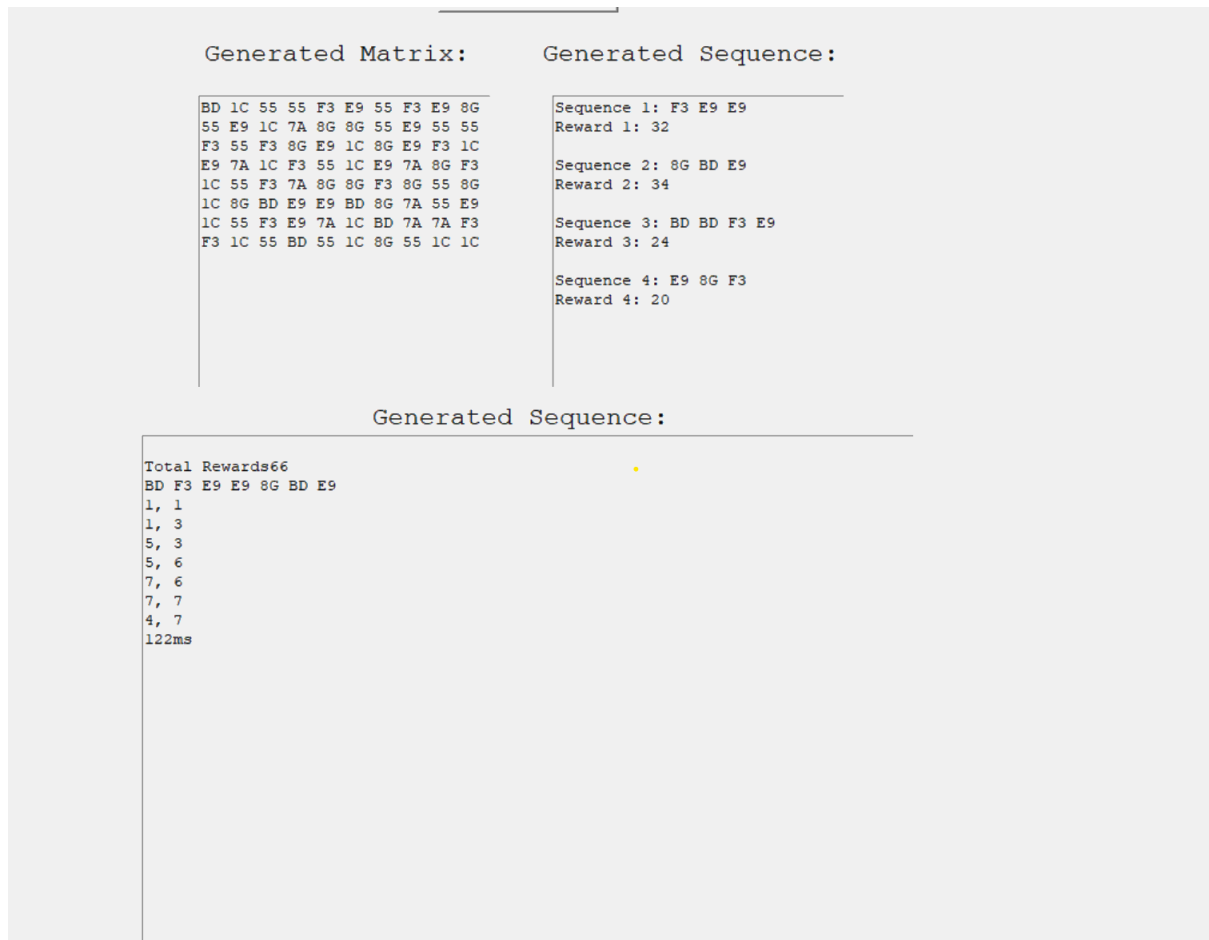 Generated Matrix:
BD 1C 55 55 F3 E9 55 F3 E9 8G
55 E9 1C 7A 8G 8G 55 E9 55 55
F3 55 F3 8G E9 1C 8G E9 F3 1C
E9 7A 1C F3 55 1C E9 7A 8G F3
1C 55 F3 7A 8G 8G F3 8G 55 8G
1C 8G BD E9 E9 BD 8G 7A 55 E9
1C 55 F3 E9 7A 1C BD 7A 7A F3
F3 1C 55 BD 55 1C 8G 55 1C 1C
Generated Sequence:
Sequence 1: F3 E9 E9
Reward 1: 32
Sequence 2: 8G BD E9
Reward 2: 34
Sequence 3: BD BD F3 E9
Reward 3: 24
Sequence 4: E9 8G F3
Reward 4: 20
Generated Sequence:
Total Rewards66
BD F3 E9 E9 8G BD E9
1, 1
1, 3
5, 3
5, 6
7, 6
7, 7
4, 7
122ms